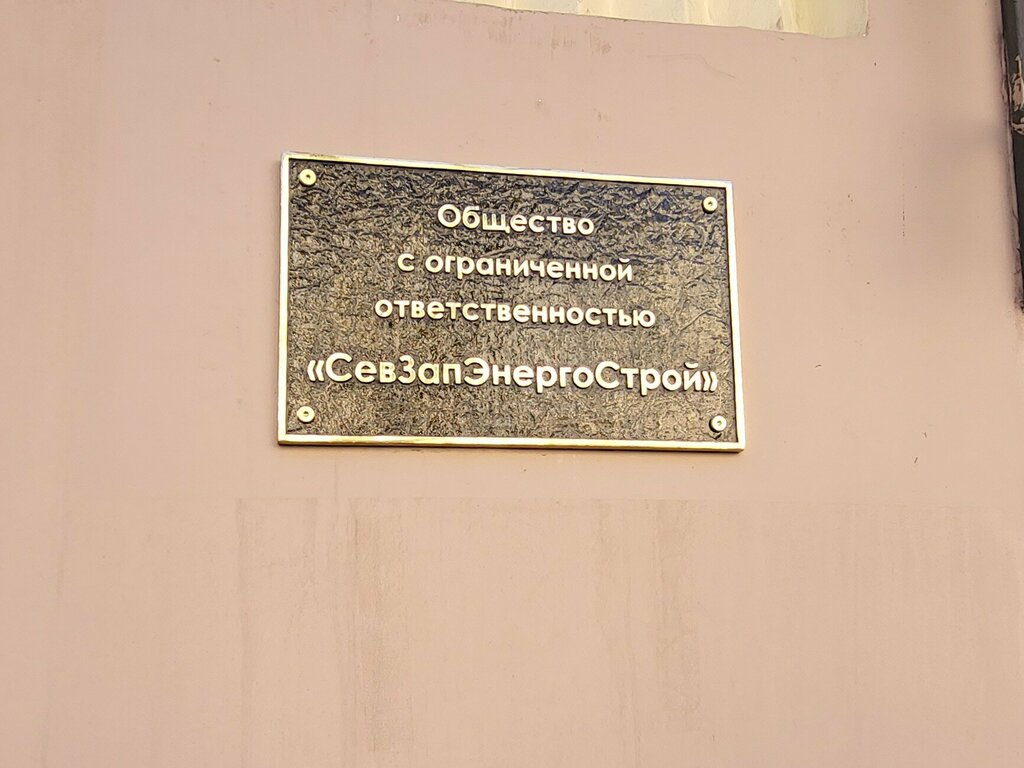 Общество
с ограниченной
ответственностью
«СевЗапЭнергоСтрой»